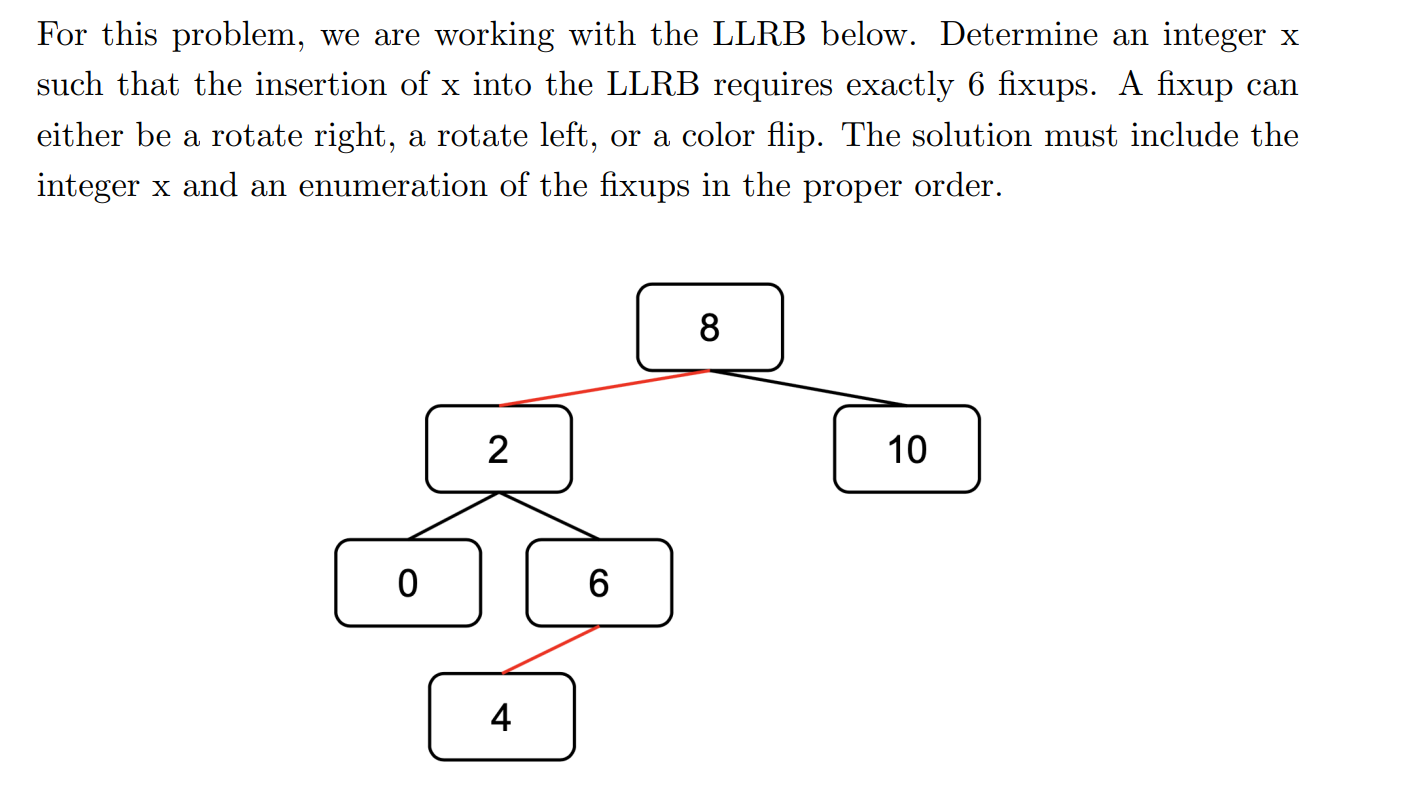 For this problem, we are working with the LLRB below. Determine an integer x
such that the insertion of x into the LLRB requires exactly 6 fixups. A fixup can
either be a rotate right, a rotate left, or a color flip. The solution must include the
integer x and an enumeration of the fixups in the proper order.
8
2
10
0
6
4